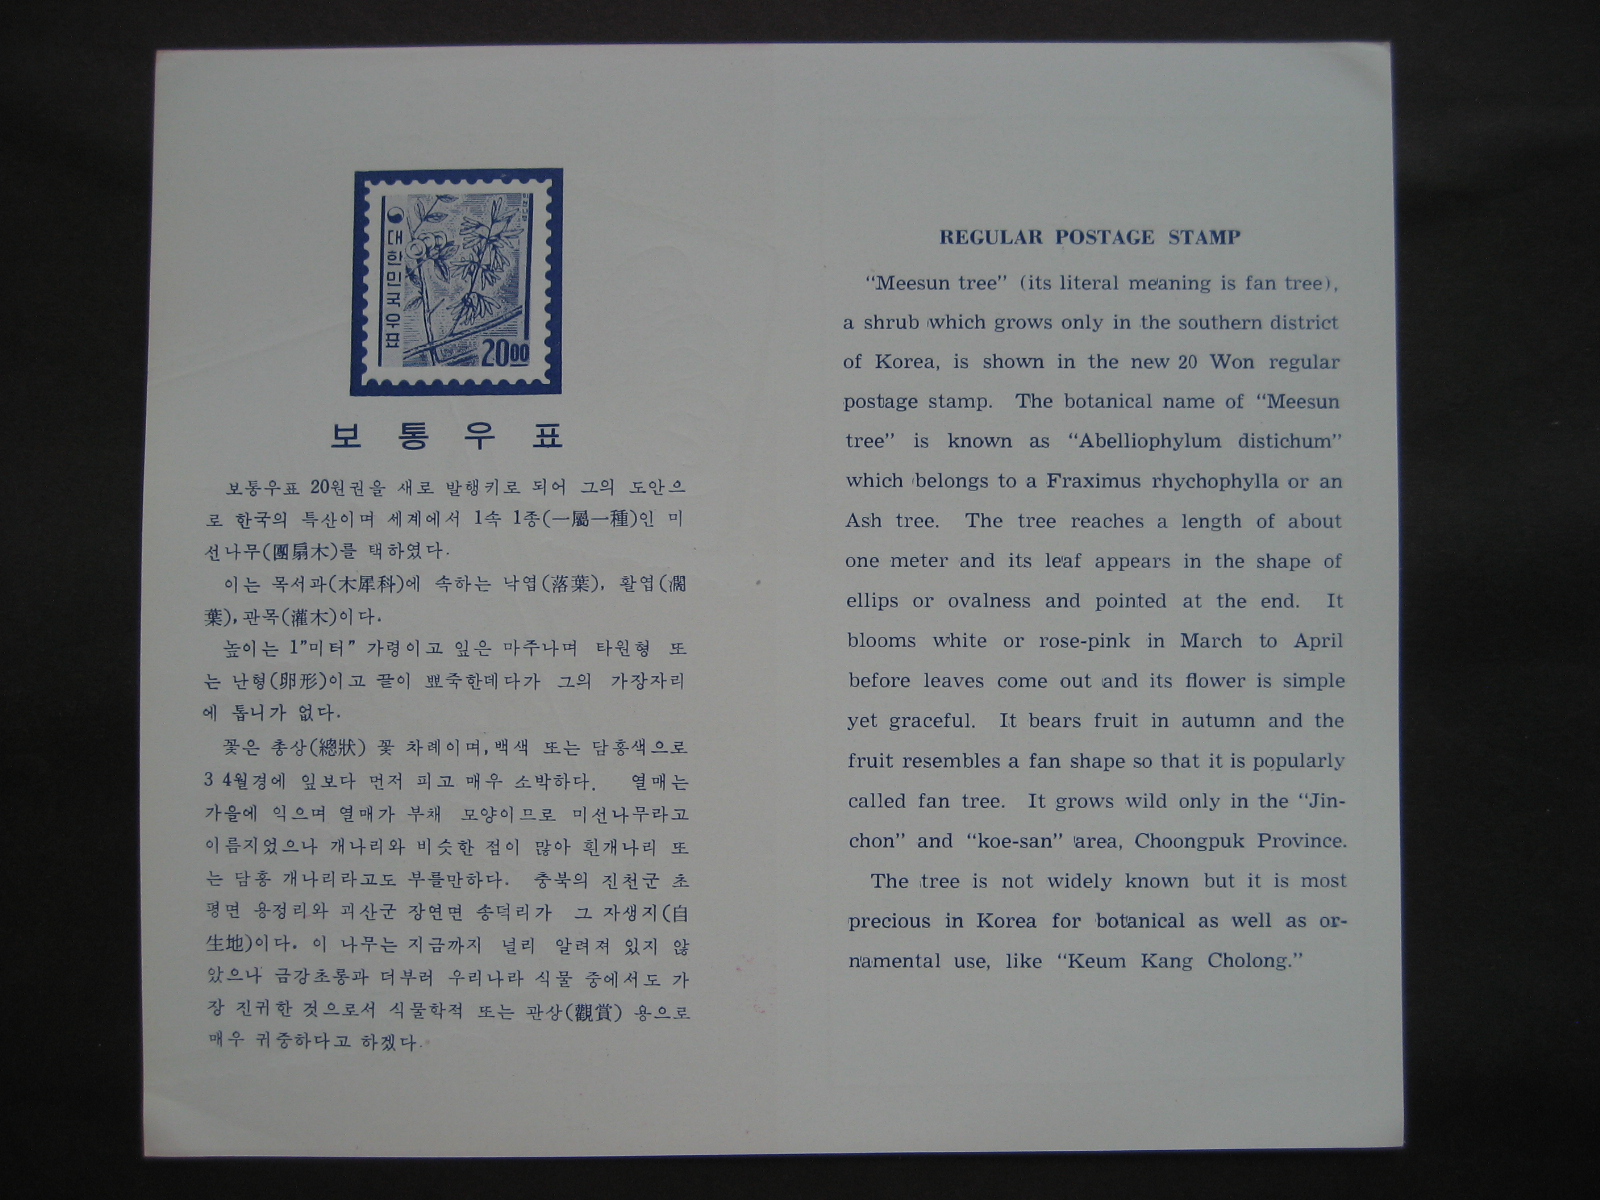 대한민국우표
20 00
보통우표
보통우표 20원권을 새로 발행키로 되어 그의 도안으
로 한국의 특산이며 세계에서 1속 1종(一屬一種)인 미
선나무(團扇木)를 택하였다.
이는 목서과(木犀科)에 속하는 낙엽(落葉), 활엽(濶
葉),관목(灌木)이다.
높이는 1"미터" 가령이고 잎은 마주나며 타원형 또
는 난형(卵形)이고 끝이 뾰죽한데다가 그의 가장자리
에 톱니가 없다.
꽃은 총상(總狀) 꽃 차례이며,백색 또는 담홍색으로
3 4월경에 잎보다 먼저 피고 매우 소박하다. 열매는
가을에 익으며 열매가 부채 모양이므로 미선나무라고
이름지었으나 개나리와 비슷한 점이 많아 흰개나리 또
는 담홍 개나리라고도 부를만하다. 충북의 진천군 초
평면 용정리와 괴산군 장연면 송덕리가 그 자생지(自
生地)이다. 이 나무는 지금까지 널리 알려져 있지 않
았으나 금강초롱과 더부러 우리나라 식물 중에서도 가
장 진귀한 것으로서 식물학적 또는 관상(觀賞) 용으로
매우 귀중하다고 하겠다.
REGULAR POSTAGE STAMP
“Meesun tree” (its literal meaning is fan tree),
a shrub which grows only in the southern district
of Korea, is shown in the new 20 Won regular
postage stamp. The botanical name of “Meesun
tree” is known as “Abelliophylum distichum”
which belongs to a Fraximus rhychophylla or an
Ash tree. The tree reaches a length of about
one meter and its leaf appears in the shape of
ellips or ovalness and pointed at the end. It
blooms white or rose-pink in March to April
before leaves come out and its flower is simple
yet graceful. It bears fruit in autumn and the
fruit resembles a fan shape so that it is popularly
called fan tree. It grows wild only in the “Jin-
chon” and “koe-san” area, Choongpuk Province.
The tree is not widely known but it is most
precious in Korea for botanical as well as or-
namental use, like “Keum Kang Cholong.”